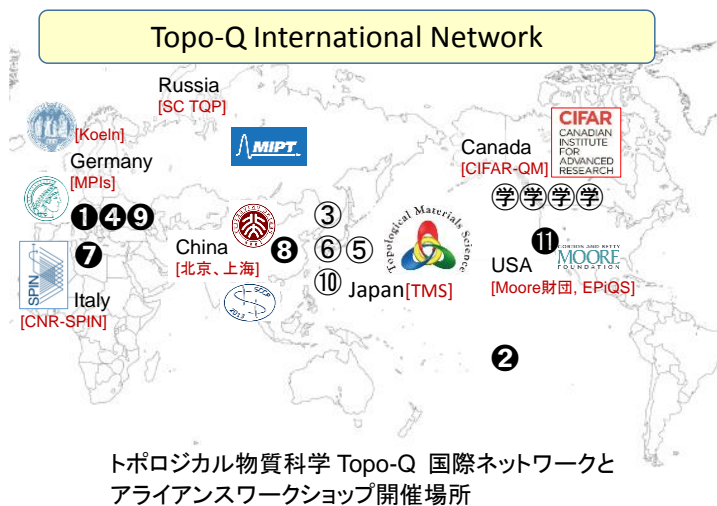 Topo-Q International Network
Russia
[SC TQP]
[Koeln]
Germany
[MPIs]
❶❹❾
❼
SPIN
Italy
[CNR-SPIN]
MIPT
China
[北京、上海]
❽
③
⑥⑤
⑩
Japan[TMS]
Topological Materials Science
Canada
[CIFAR-QM]
CIFAR
CANADIAN
INSTITUTE
FOR
ADVANCED
RESEARCH
学学学学
⓫
GORDON AND BETTY
MOORE
FOUNDATION
USA
[Moore財団, EPiQS]
❷
トポロジカル物質科学 Topo-Q 国際ネットワークと
アライアンスワークショップ開催場所